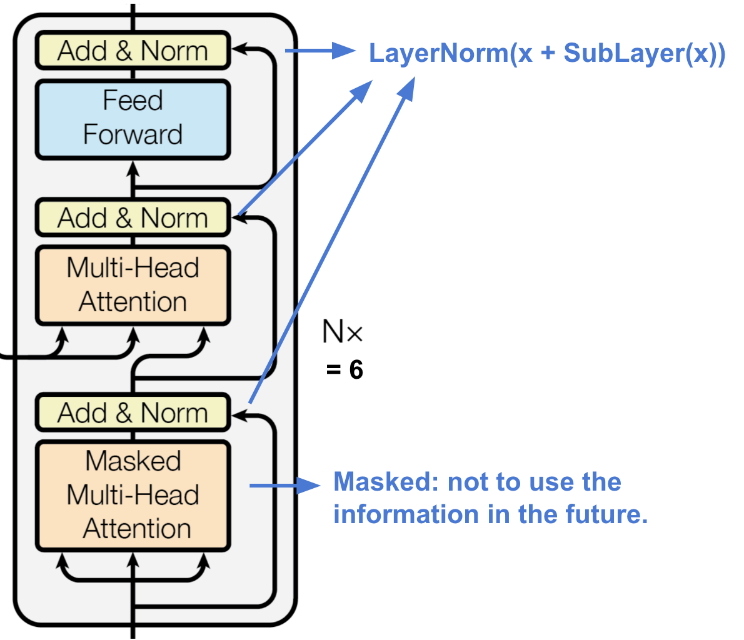 Add & Norm
LayerNorm(x + SubLayer(x))
Feed
Forward
Add & Norm
Multi-Head
Attention
N×
= 6
Add & Norm
Masked
Multi-Head
Attention
Masked: not to use the
information in the future.